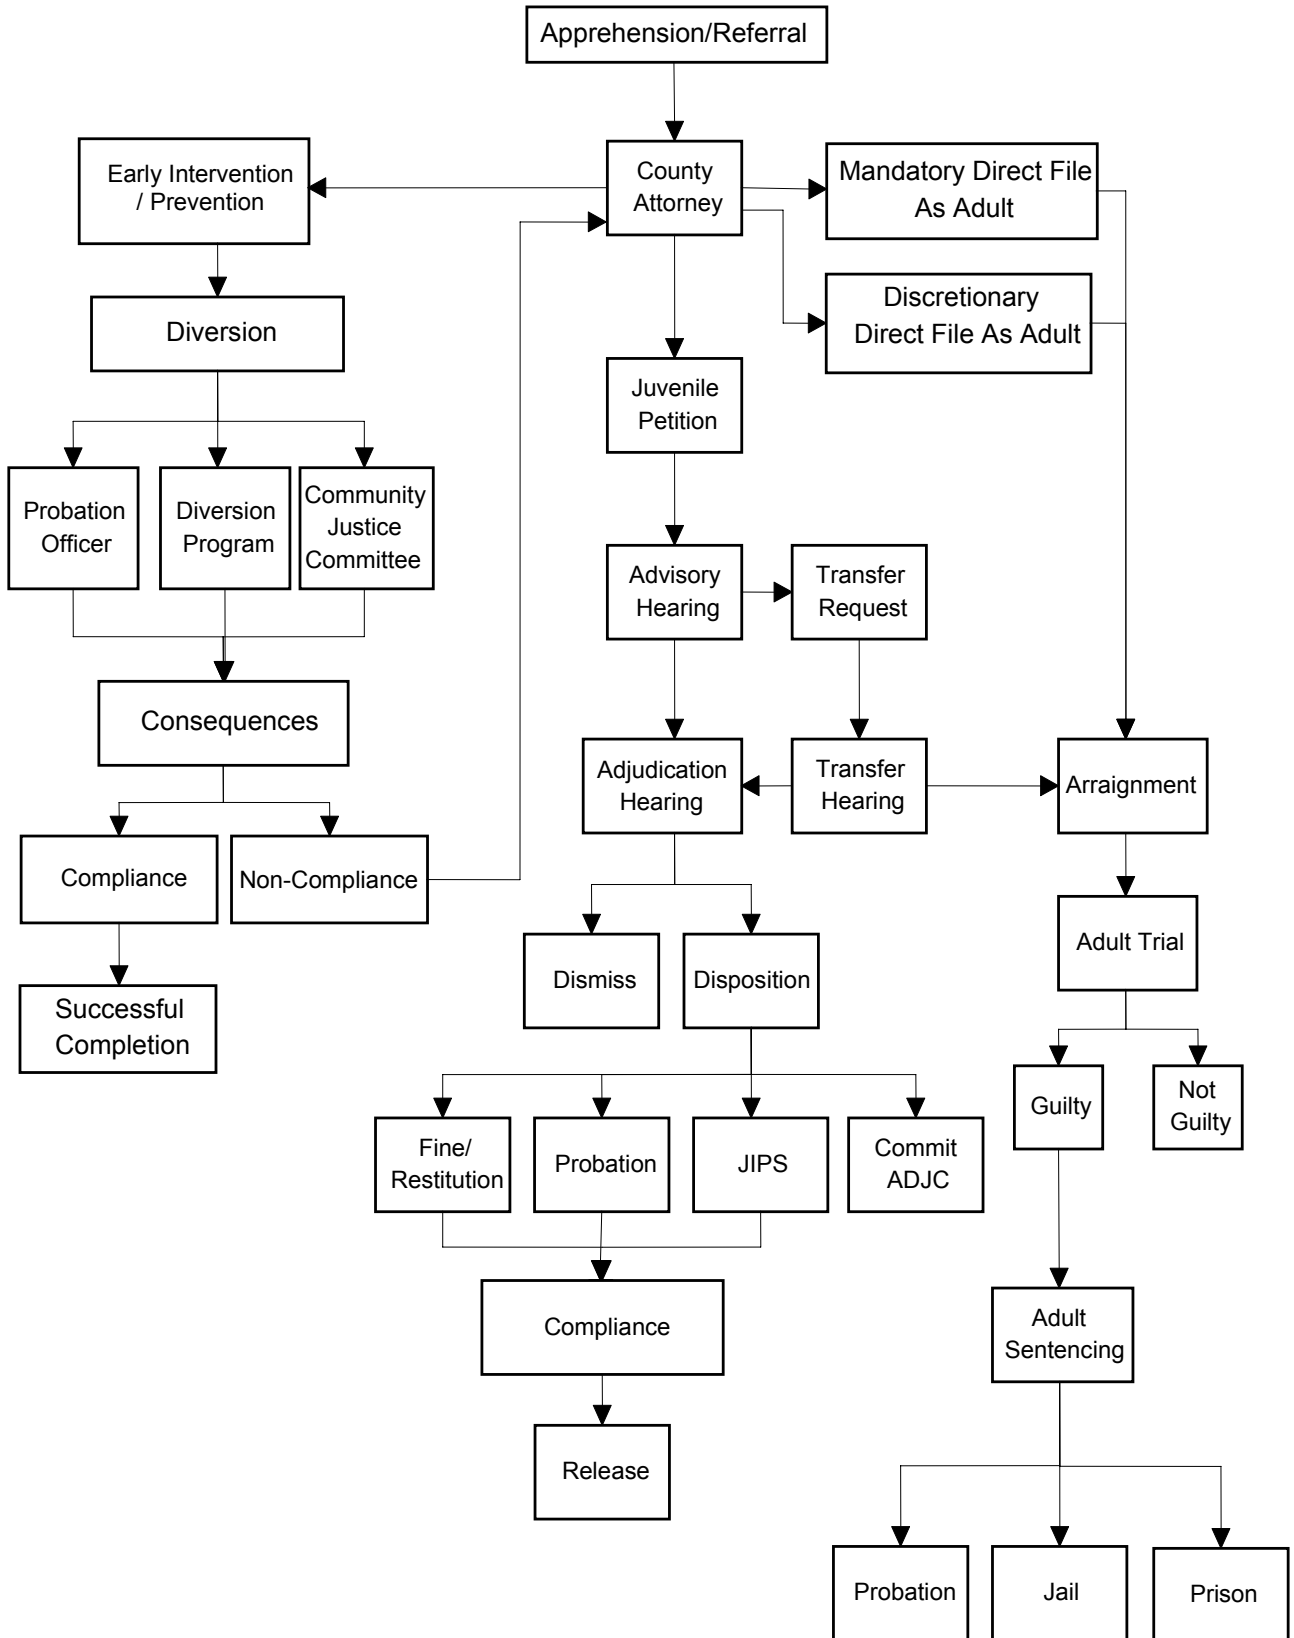 Apprehension/Referral
Early Intervention
/ Prevention
County
Attorney
Mandatory Direct File
As Adult
Discretionary
Direct File As Adult
Diversion
Juvenile
Petition
Probation
Officer
Diversion
Program
Community
Justice
Committee
Advisory
Hearing
Transfer
Request
Consequences
Adjudication
Hearing
Transfer
Hearing
Arraignment
Compliance
Non-Compliance
Dismiss
Disposition
Adult Trial
Successful
Completion
Guilty
Not
Guilty
Fine/
Restitution
Probation
JIPS
Commit
ADJC
Compliance
Adult
Sentencing
Release
Probation
Jail
Prison